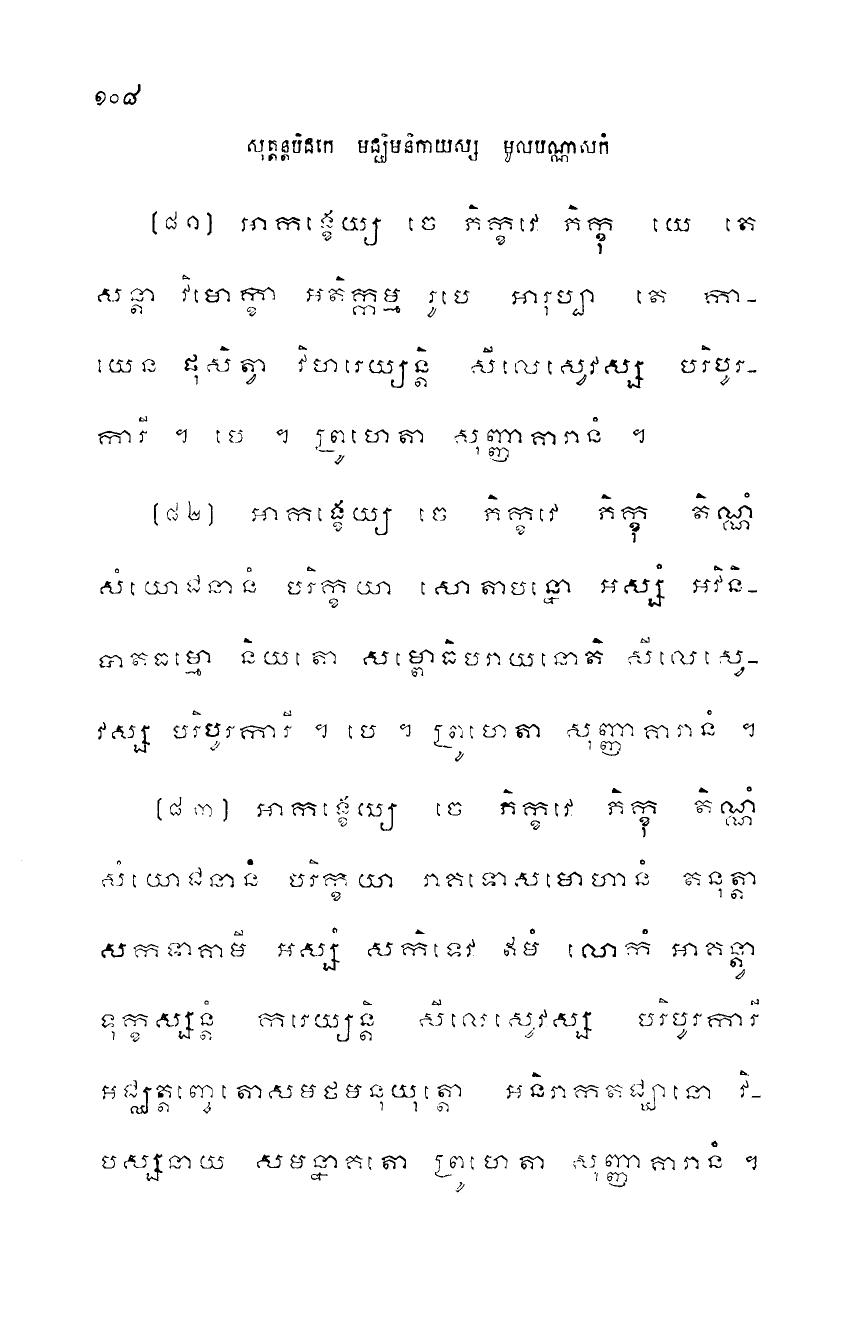 ១០៨
សុត្តន្តបិដកេ មជ្ឈិមនិកាយស្ស មូលបណ្ណាសកំ
[៨១] អាកង្ខេយ្យ ចេ ភិក្ខវេ ភិក្ខុ យេ តេ
សន្តា វិមោក្ខា អតិក្កម្ម រូបេ អារុប្បា តេ កា-
យេន ផុសិត្វា វិហរេយ្យន្តិ សីលេស្វេវស្ស បរិបូរ-
ការី ។ បេ ។ ព្រូហេតា សុញ្ញាគារានំ ។
[៨២] អាកង្ខេយ្យ ចេ ភិក្ខវេ ភិក្ខុ តិណ្ណំ
សំយោជនានំ បរិក្ខយា សោតាបន្នោ អស្សំ អវិនិ-
បាតធម្មោ និយតោ សម្ពោធិបរាយនោតិ សីលេស្វេ-
វស្ស បរិបូរការី ។ បេ ។ ព្រូហេតា សុញ្ញាគារានំ ។
[៨៣] អាកង្ខេយ្យ ចេ ភិក្ខវេ ភិក្ខុ តិណ្ណំ
សំយោជនានំ បរិក្ខយា រាគទោសមោហានំ តនុត្តា
សកទាគាមី អស្សំ សកិទេវ ឥមំ លោកំ អាគន្ត្វា
ទុក្ខស្សន្តំ ករេយ្យន្តិ សីលេស្វេវស្ស បរិបូរការី
អជ្ឈត្តញ្ចេតោសមថមនុយុត្តោ អនិរាកតជ្ឈានោ វិ-
បស្សនាយ សមន្នាគតោ ព្រូហេតា សុញ្ញាគារានំ ។